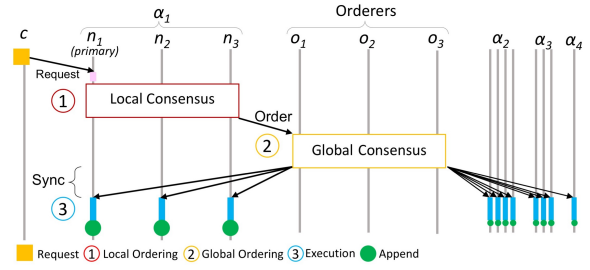 c α1 Orderers
n1 n2 n3 o1 o2 o3 α2 α3 α4
(primary)
Request
1 Local Consensus
Order
2 Global Consensus
Sync
3
Request 1 Local Ordering 2 Global Ordering 3 Execution Append